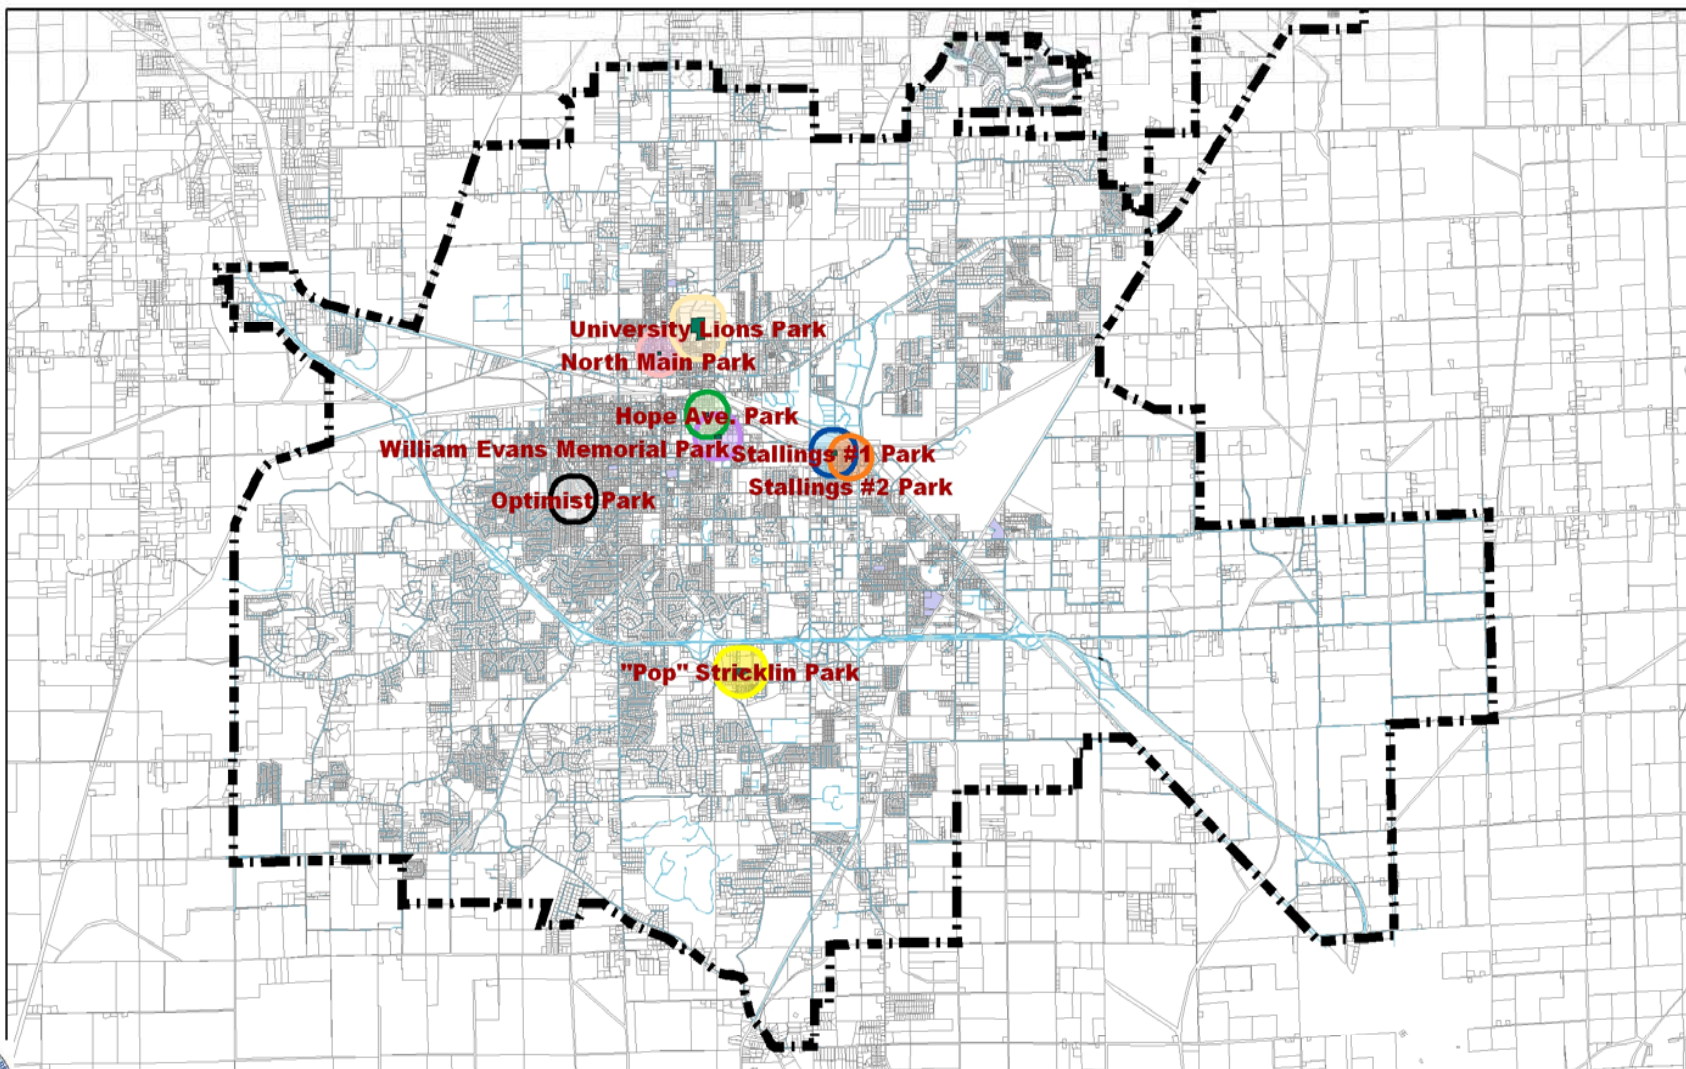 University Lions Park
North Main Park
Hope Ave. Park
William Evans Memorial Park
Stallings #1 Park
Stallings #2 Park
Optimist Park
"Pop" Stricklin Park